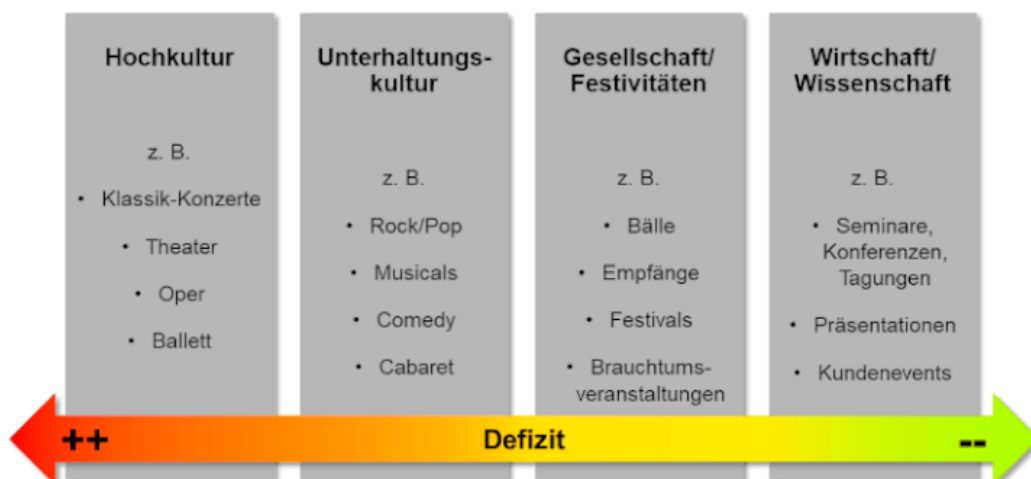 Hochkultur
z. B.
• Klassik-Konzerte
• Theater
• Oper
• Ballett
Unterhaltungs-
kultur
z. B.
• Rock/Pop
• Musicals
• Comedy
• Cabaret
Gesellschaft/
Festivitäten
z. B.
• Bälle
• Empfänge
• Festivals
• Brauchtums-
veranstaltungen
Wirtschaft/
Wissenschaft
z. B.
• Seminare,
Konferenzen,
Tagungen
• Präsentationen
• Kundenevents
++ Defizit --